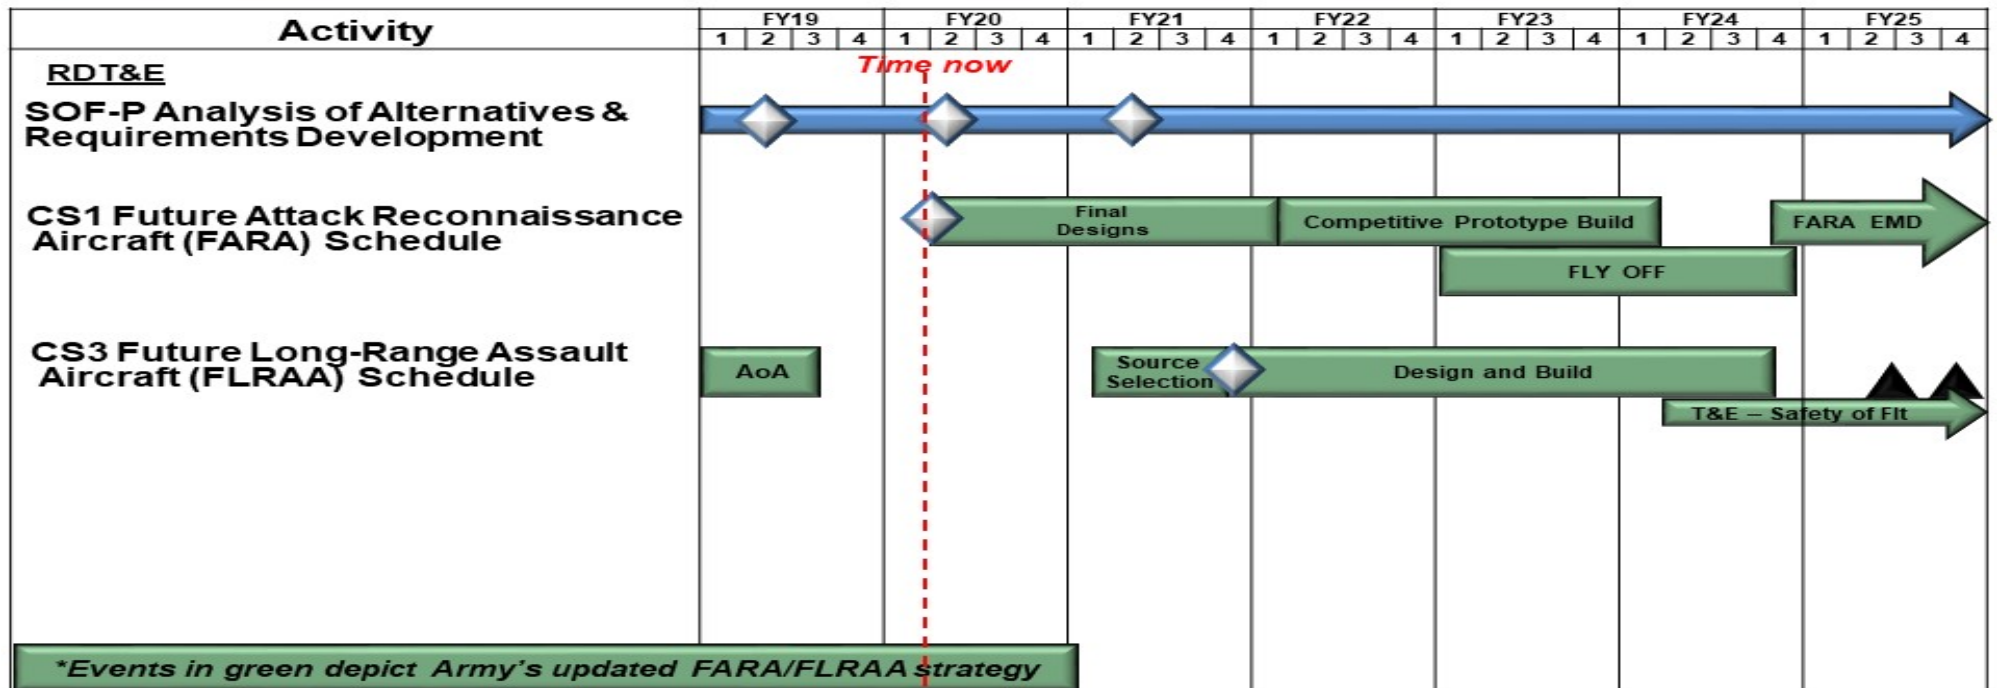 Activity
FY19 FY20 FY21 FY22 FY23 FY24 FY25
1 2 3 4 1 2 3 4 1 2 3 4 1 2 3 4 1 2 3 4 1 2 3 4 1 2 3 4
Time now
RDT&E
SOF-P Analysis of Alternatives &
Requirements Development
CS1 Future Attack Reconnaissance
Aircraft (FARA) Schedule
Final
Designs
Competitive Prototype Build
FARA EMD
FLY OFF
CS3 Future Long-Range Assault
Aircraft (FLRAA) Schedule
AoA
Source
Selection
Design and Build
T&E – Safety of Flt
*Events in green depict Army's updated FARA/FLRAA strategy